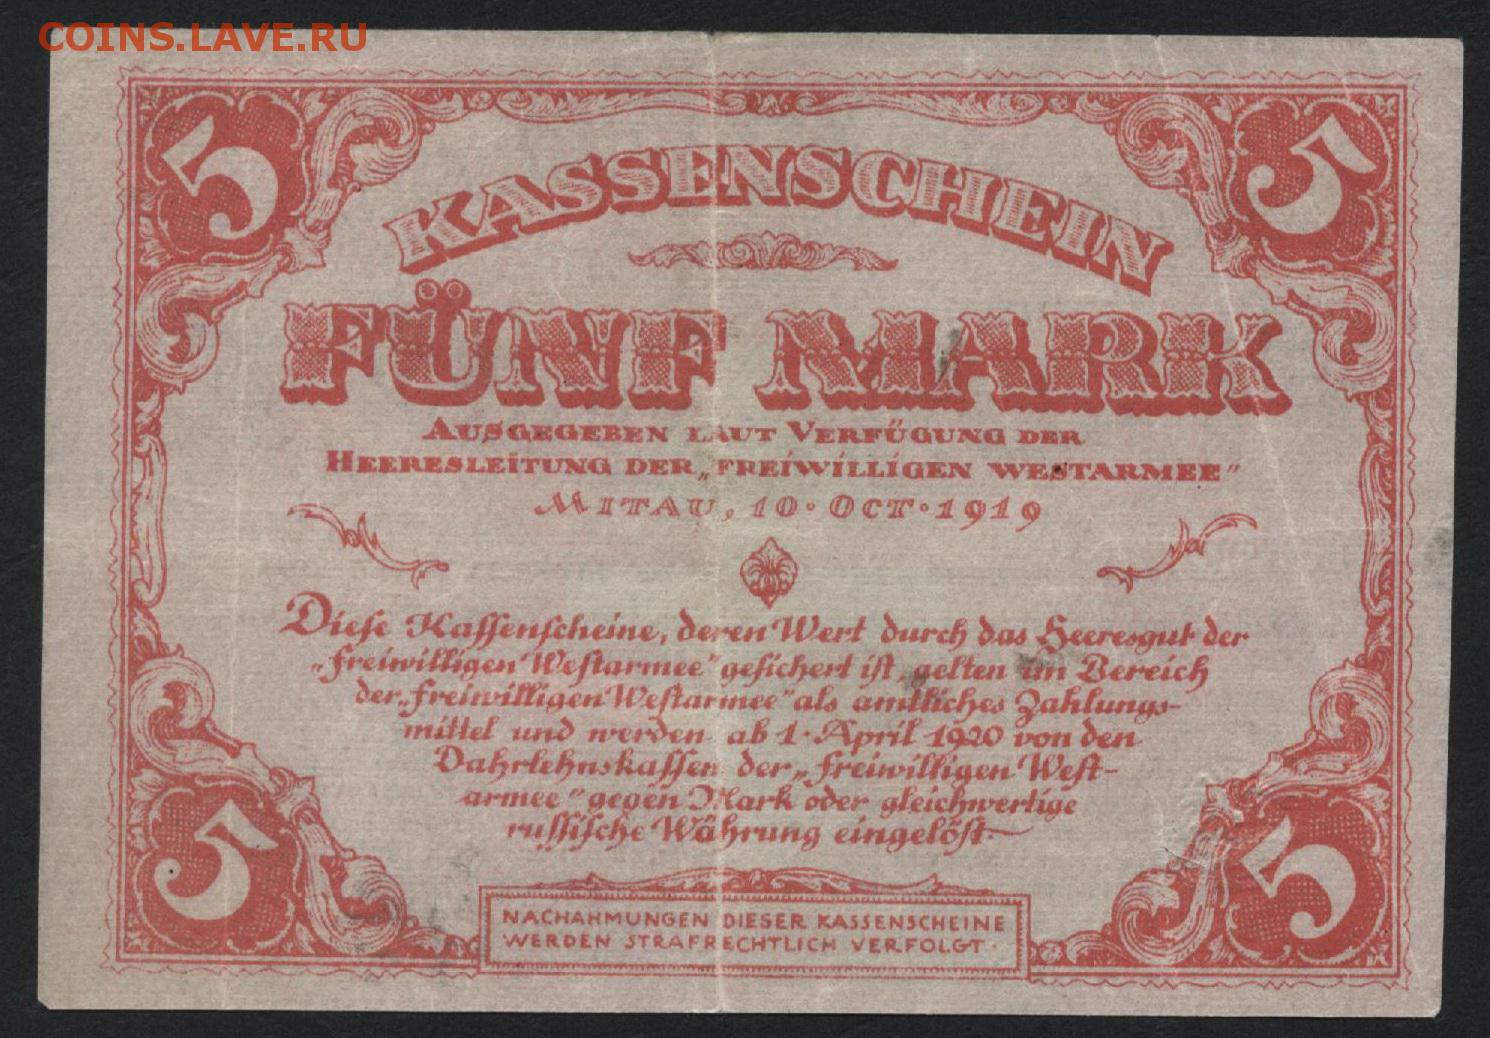 COINS.LAVE.RU
5 5
KASSENSCHEIN
FÜNF MARK
AUSGEGEBEN LAUT VERFÜGUNG DER
HEERESLEITUNG DER „FREIWILLIGEN WESTARMEE"
MITAU, 10 · OCT · 1919
Dieſe Kaſſenſcheine, deren Wert durch das Heeresgut der
„freiwilligen Weſtarmee" geſichert iſt, gelten im Bereich
der „freiwilligen Weſtarmee" als amtliches Zahlungs-
mittel und werden ab 1 · April 1920 von den
Dahrlehnskaſſen der „freiwilligen Weſt-
armee" gegen Mark oder gleichwertige
ruſſiſche Währung eingelöſt.
5 5
NACHAHMUNGEN DIESER KASSENSCHEINE
WERDEN STRAFRECHTLICH VERFOLGT ·